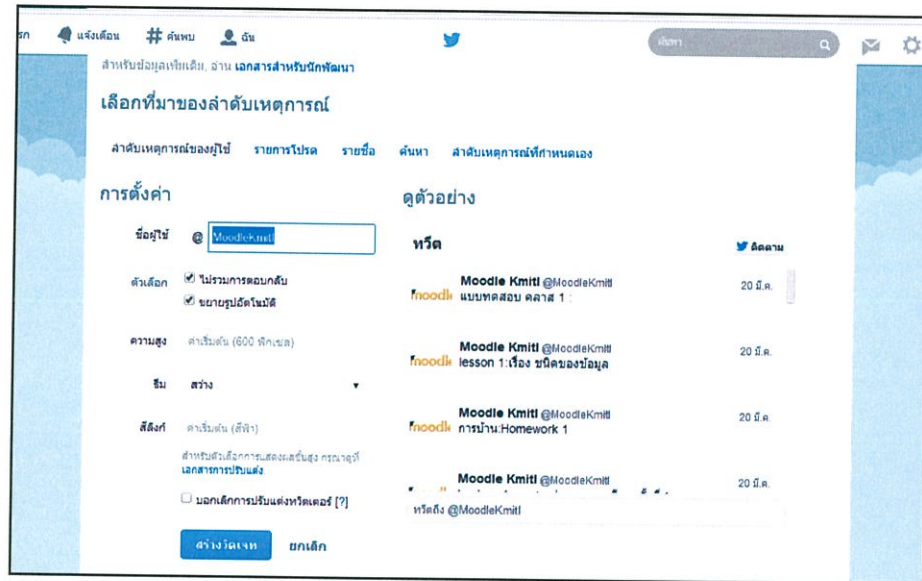 รก แจ้งเตือน # ค้นพบ ฉัน ค้นหา
สำหรับข้อมูลเพิ่มเติม, อ่าน เอกสารสำหรับนักพัฒนา
เลือกที่มาของลำดับเหตุการณ์
ลำดับเหตุการณ์ของผู้ใช้ รายการโปรด รายชื่อ ค้นหา ลำดับเหตุการณ์ที่กำหนดเอง
การตั้งค่า
ชื่อผู้ใช้ @ MoodleKmitl
ตัวเลือก ไม่รวมการตอบกลับ
ขยายรูปอัตโนมัติ
ความสูง ค่าเริ่มต้น (600 พิกเซล)
ธีม สว่าง
สีลิงก์ ค่าเริ่มต้น (สีฟ้า)
สำหรับตัวเลือกการแสดงผลขั้นสูง กรุณาดูที่
เอกสารการปรับแต่ง
บอกเลิกการปรับแต่งทวิตเตอร์ [?]
สร้างวิดเจท ยกเลิก
ดูตัวอย่าง
ทวีต ติดตาม
Moodle Kmitl @MoodleKmitl 20 มี.ค.
moodle แบบทดสอบ คลาส 1 :
Moodle Kmitl @MoodleKmitl 20 มี.ค.
moodle lesson 1:เรื่อง ชนิดของข้อมูล
Moodle Kmitl @MoodleKmitl 20 มี.ค.
moodle การบ้าน:Homework 1
Moodle Kmitl @MoodleKmitl 20 มี.ค.
ทวีตถึง @MoodleKmitl